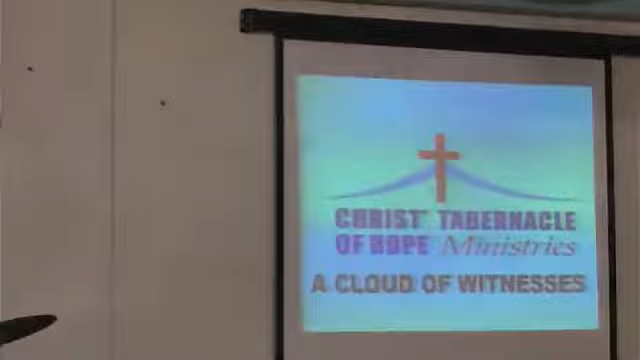 CHRIST TABERNACLE
OF HOPE Ministries
A CLOUD OF WITNESSES